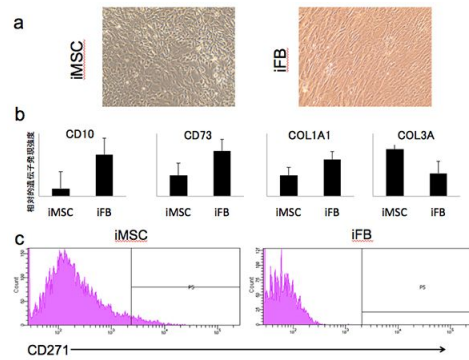 a
iMSC
iFB
b
相対的遺伝子発現強度
CD10
CD73
COL1A1
COL3A
iMSC
iFB
iMSC
iFB
iMSC
iFB
iMSC
iFB
c
iMSC
iFB
Count
Count
P5
CD271